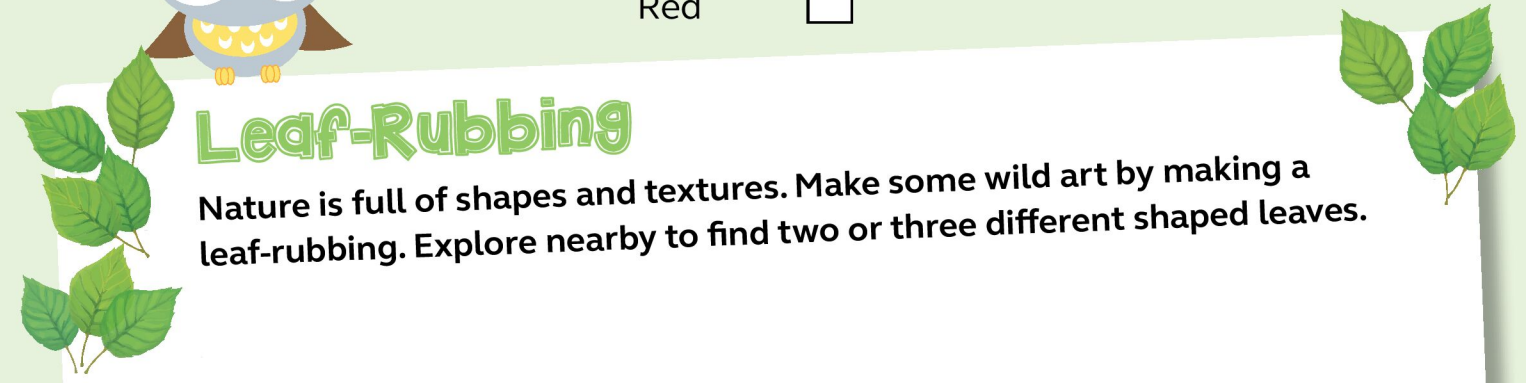 Red
Leaf-Rubbing
Nature is full of shapes and textures. Make some wild art by making a
leaf-rubbing. Explore nearby to find two or three different shaped leaves.